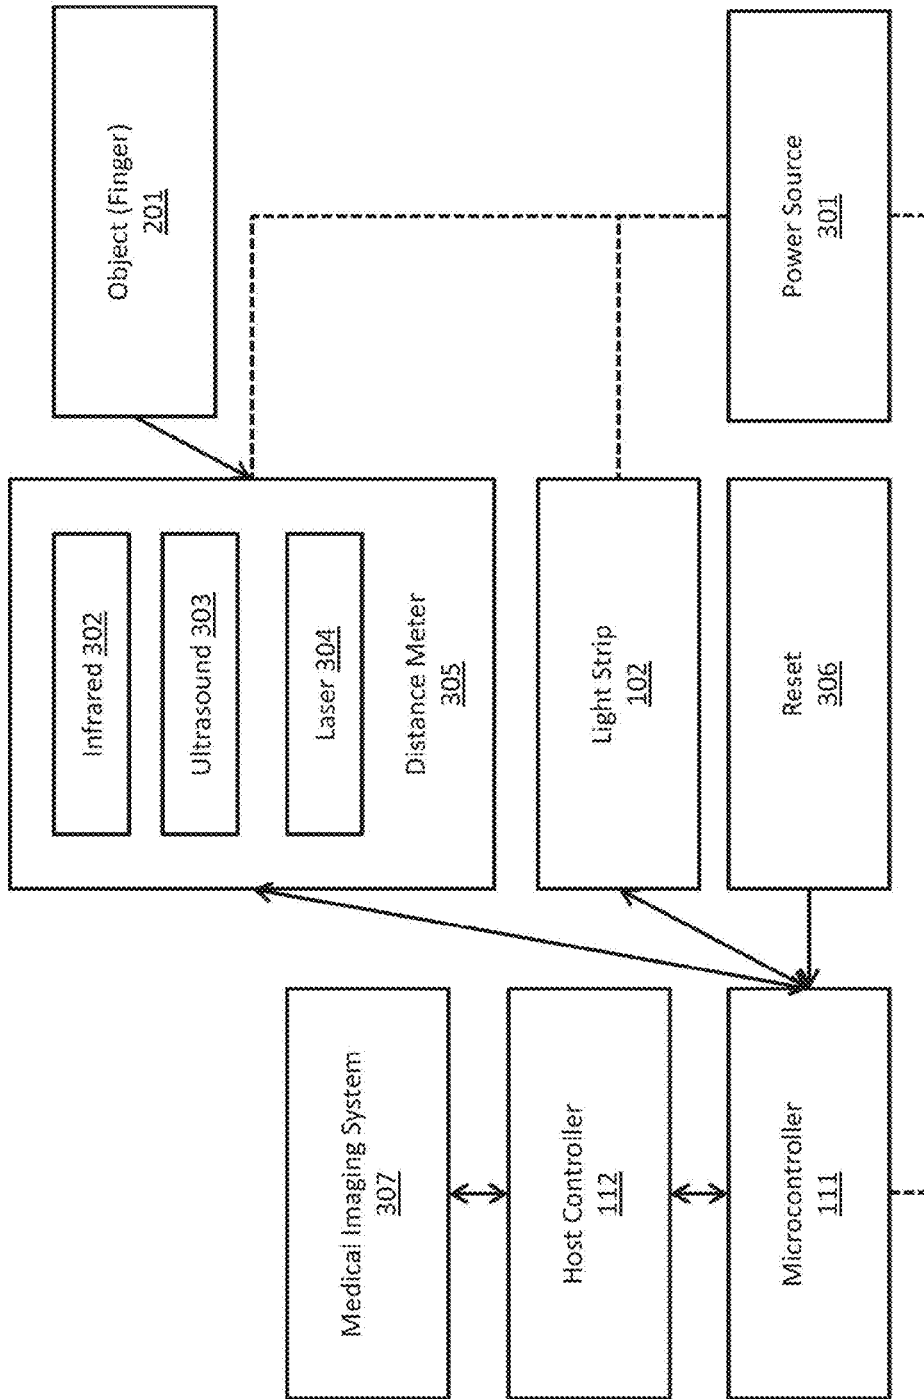 Medical Imaging System
307
Host Controller
112
Microcontroller
111
Infrared 302
Ultrasound 303
Laser 304
Distance Meter
305
Light Strip
102
Reset
306
Object (Finger)
201
Power Source
301